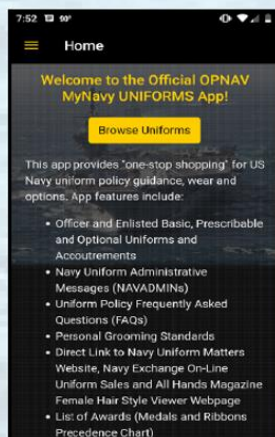 7:52 90°
Home
Welcome to the Official OPNAV
MyNavy UNIFORMS App!
Browse Uniforms
This app provides "one-stop shopping" for US
Navy uniform policy guidance, wear and
options. App features include:
• Officer and Enlisted Basic, Prescribable
and Optional Uniforms and
Accoutrements
• Navy Uniform Administrative
Messages (NAVADMINs)
• Uniform Policy Frequently Asked
Questions (FAQs)
• Personal Grooming Standards
• Direct Link to Navy Uniform Matters
Website, Navy Exchange On-Line
Uniform Sales and All Hands Magazine
Female Hair Style Viewer Webpage
• List of Awards (Medals and Ribbons
Precedence Chart)